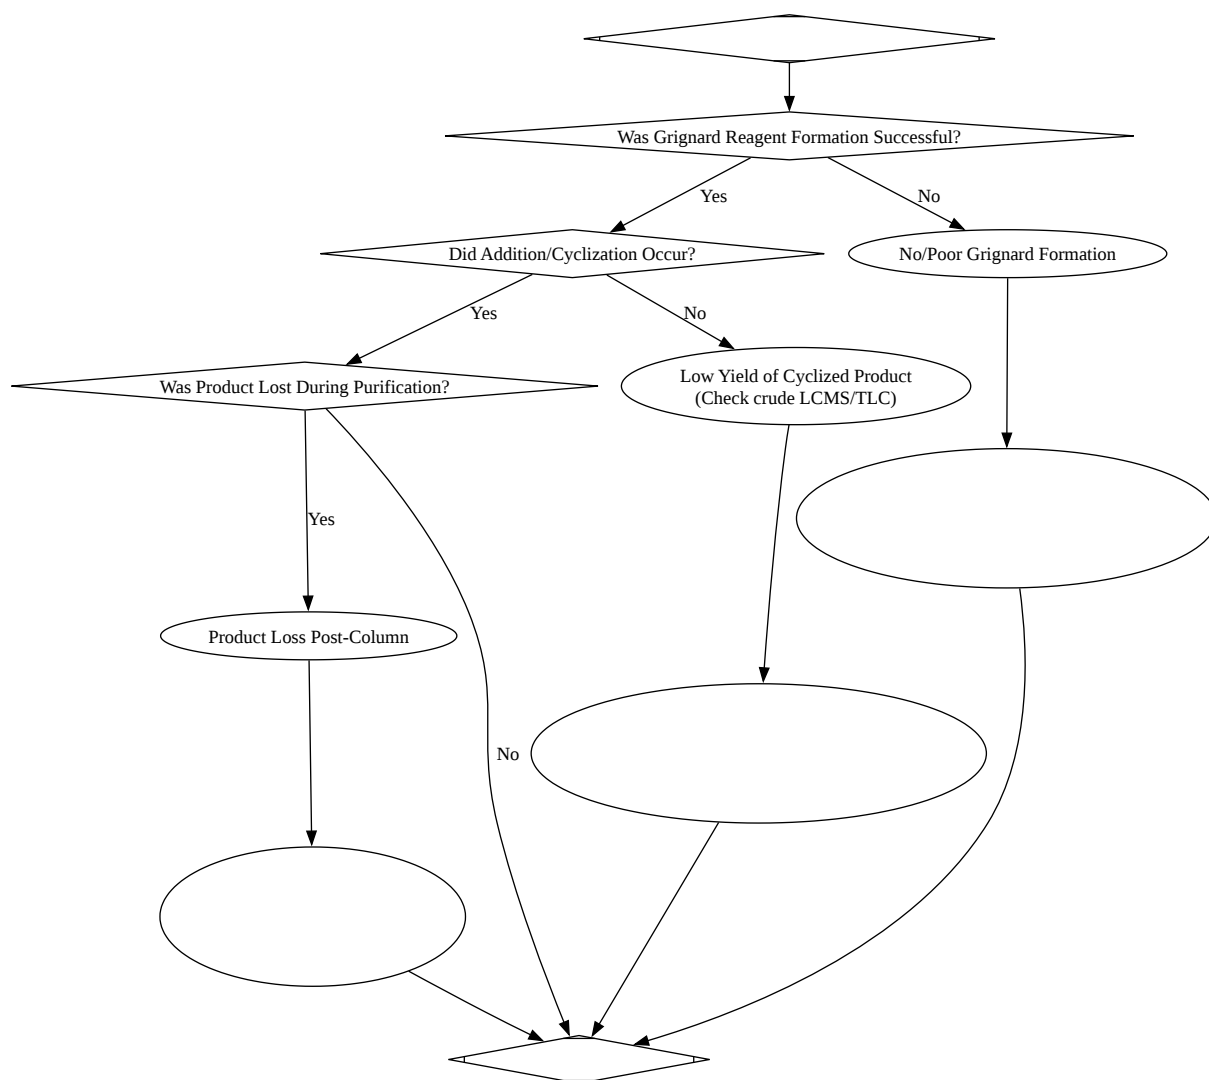 Was Grignard Reagent Formation Successful?
Yes
No
Did Addition/Cyclization Occur?
No/Poor Grignard Formation
Yes
No
Was Product Lost During Purification?
Low Yield of Cyclized Product
(Check crude LCMS/TLC)
Yes
Product Loss Post-Column
No